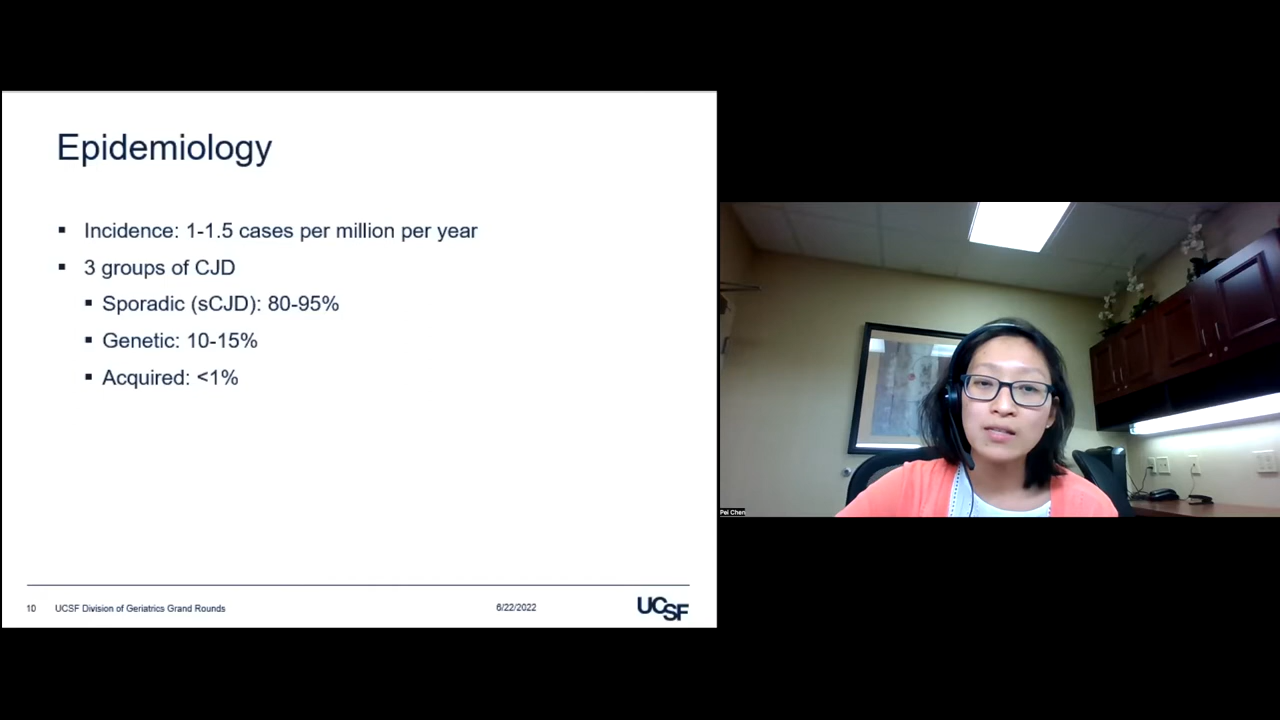 Epidemiology
▪ Incidence: 1-1.5 cases per million per year
▪ 3 groups of CJD
▪ Sporadic (sCJD): 80-95%
▪ Genetic: 10-15%
▪ Acquired: <1%
10 UCSF Division of Geriatrics Grand Rounds 6/22/2022 UCSF
Pei Chen